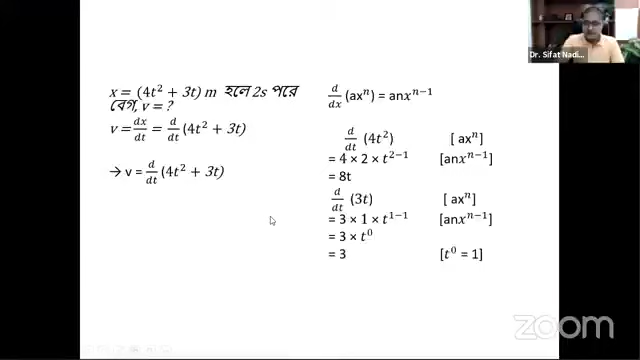 x = (4t² + 3t) m হলে 2s পরে
বেগ, v = ?
v = dx/dt = d/dt (4t² + 3t)
→ v = d/dt (4t² + 3t)
d/dx (axⁿ) = anxⁿ⁻¹
d/dt (4t²) [ axⁿ]
= 4 × 2 × t²⁻¹ [anxⁿ⁻¹]
= 8t
d/dt (3t) [ axⁿ]
= 3 × 1 × t¹⁻¹ [anxⁿ⁻¹]
= 3 × t⁰
= 3 [t⁰ = 1]
Dr. Sifat Nadi...
zoom